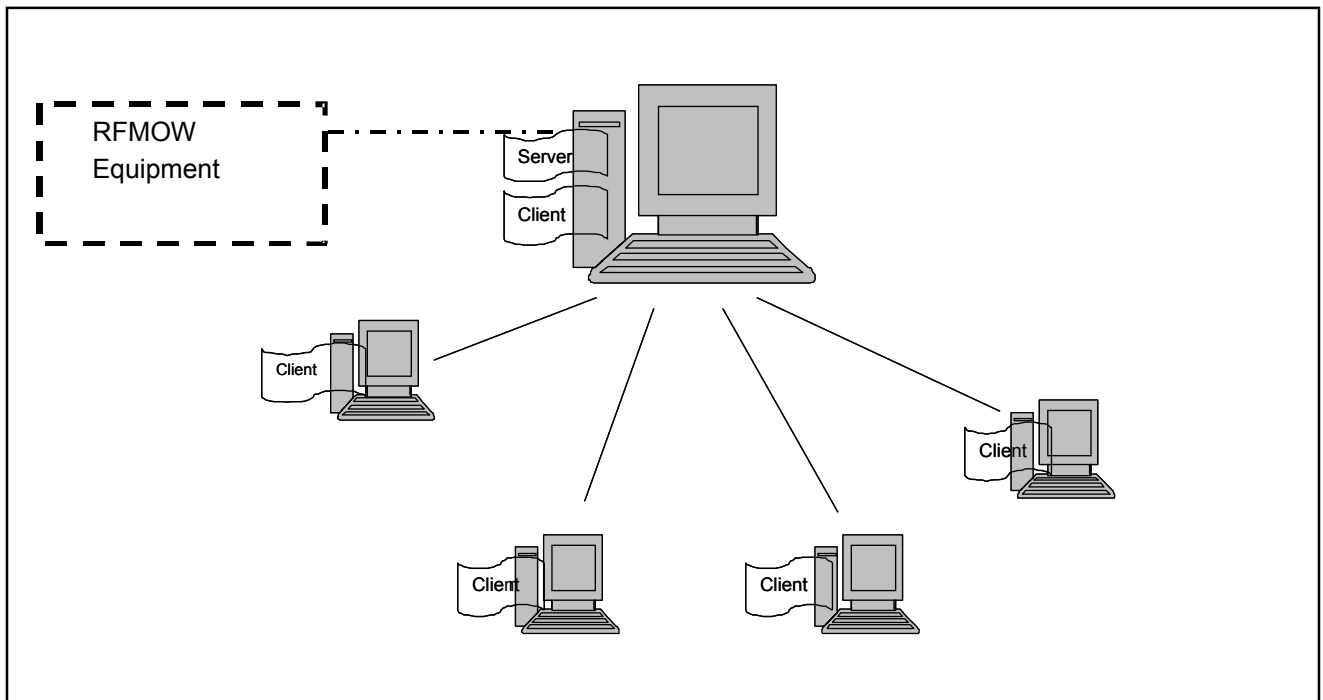 RFMOW
Equipment
Server
Client
Client
Client
Client
Client